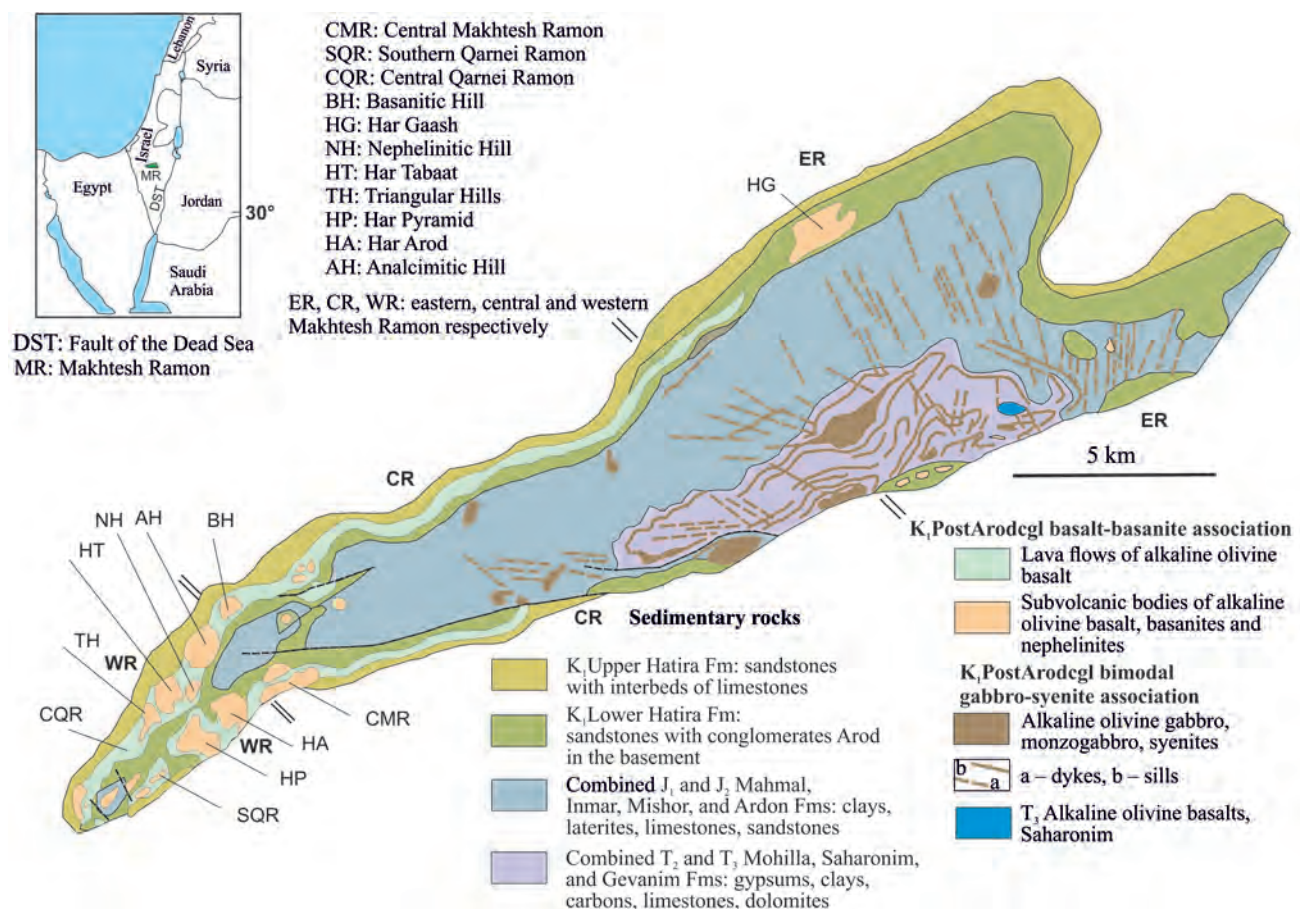 Lebanon
Syria
Israel
MR
DST
Egypt
Jordan
30°
Saudi
Arabia
DST: Fault of the Dead Sea
MR: Makhtesh Ramon
CMR: Central Makhtesh Ramon
SQR: Southern Qarnei Ramon
CQR: Central Qarnei Ramon
BH: Basanitic Hill
HG: Har Gaash
NH: Nephelinitic Hill
HT: Har Tabaat
TH: Triangular Hills
HP: Har Pyramid
HA: Har Arod
AH: Analcimitic Hill
ER, CR, WR: eastern, central and western
Makhtesh Ramon respectively
ER
HG
ER
5 km
CR
NH
AH
BH
HT
TH
WR
CQR
WR
HA
HP
SQR
CMR
CR
Sedimentary rocks
K₁Upper Hatira Fm: sandstones
with interbeds of limestones
K₁Lower Hatira Fm:
sandstones with conglomerates Arod
in the basement
Combined J₁ and J₂ Mahmal,
Inmar, Mishor, and Ardon Fms: clays,
laterites, limestones, sandstones
Combined T₂ and T₃ Mohilla, Saharonim,
and Gevanim Fms: gypsums, clays,
carbons, limestones, dolomites
K₁PostArodcgl basalt-basanite association
Lava flows of alkaline olivine
basalt
Subvolcanic bodies of alkaline
olivine basalt, basanites and
nephelinites
K₁PostArodcgl bimodal
gabbro-syenite association
Alkaline olivine gabbro,
monzogabbro, syenites
b
a
a – dykes, b – sills
T₃ Alkaline olivine basalts,
Saharonim